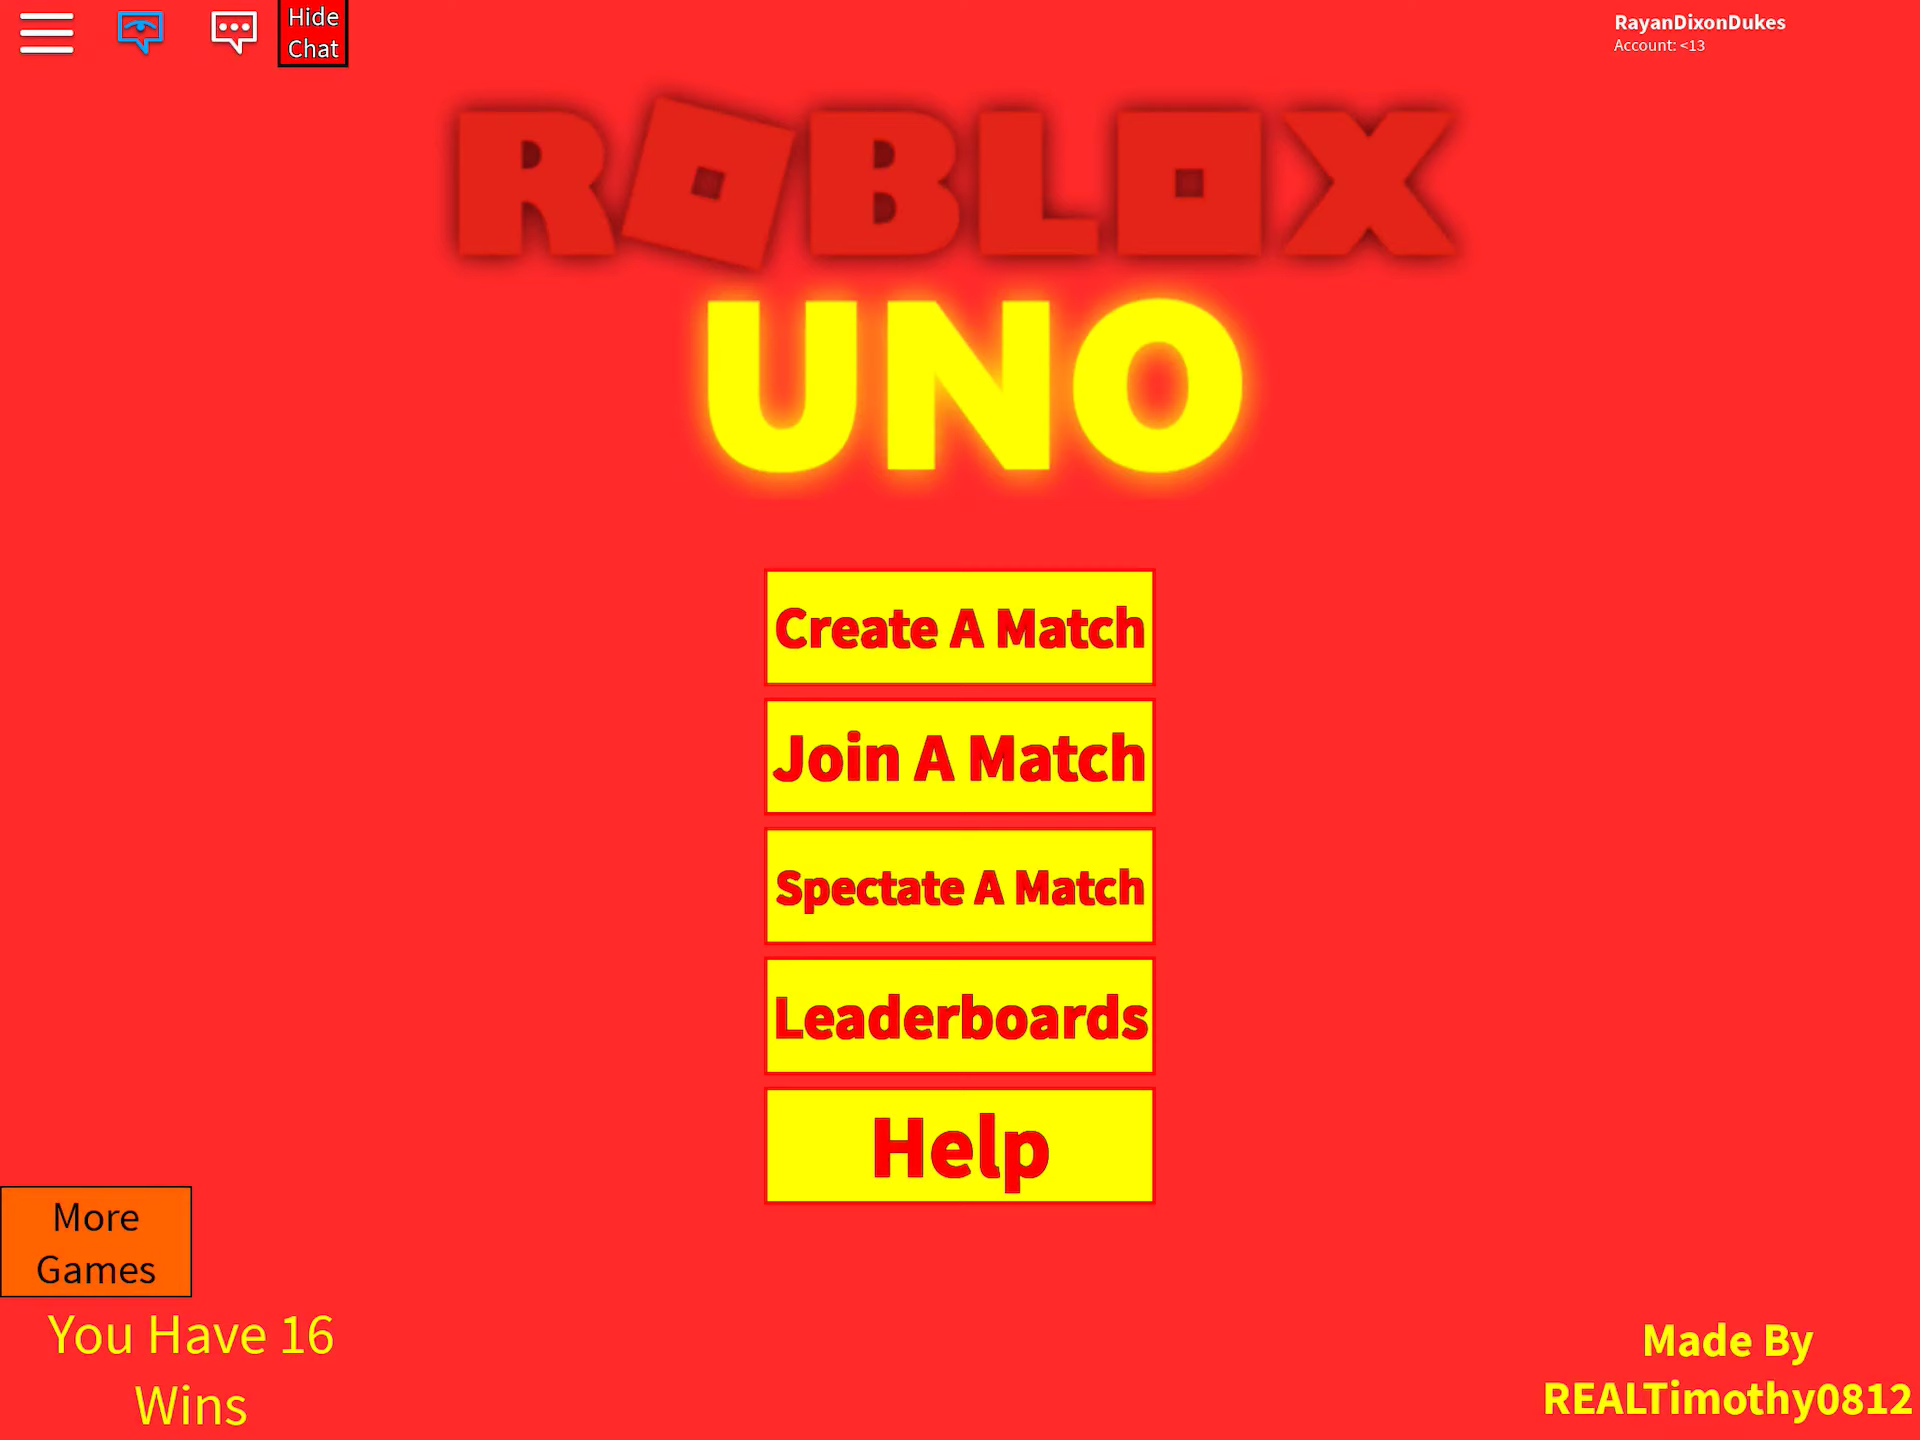 Hide
Chat
RayanDixonDukes
Account: <13
ROBLOX
UNO
Create A Match
Join A Match
Spectate A Match
Leaderboards
Help
More
Games
You Have 16
Wins
Made By
REALTimothy0812